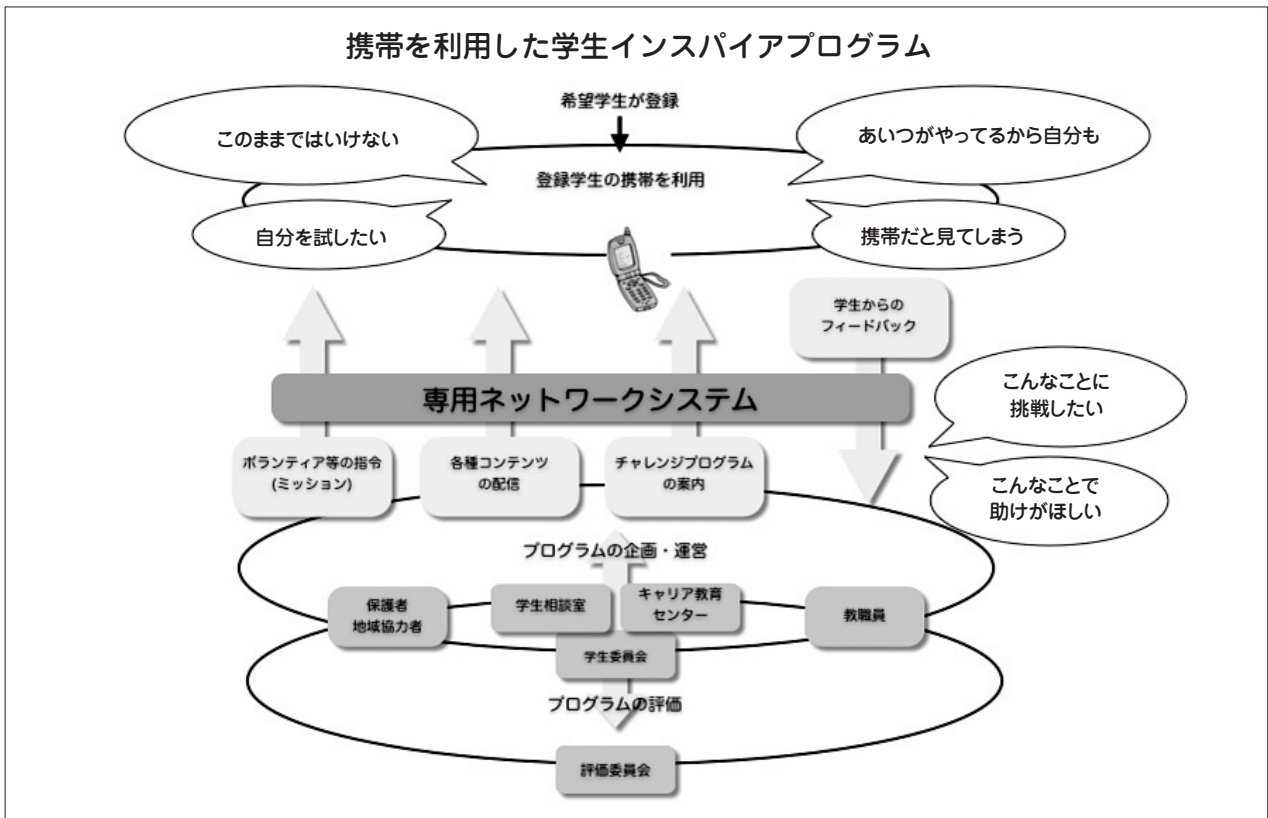 携帯を利用した学生インスパイアプログラム
希望学生が登録
このままではいけない
あいつがやってるから自分も
登録学生の携帯を利用
自分を試したい
携帯だと見てしまう
学生からの
フィードバック
専用ネットワークシステム
こんなことに
挑戦したい
ボランティア等の指令
(ミッション)
各種コンテンツ
の配信
チャレンジプログラム
の案内
こんなことで
助けがほしい
プログラムの企画・運営
保護者
地域協力者
学生相談室
キャリア教育
センター
教職員
学生委員会
プログラムの評価
評価委員会